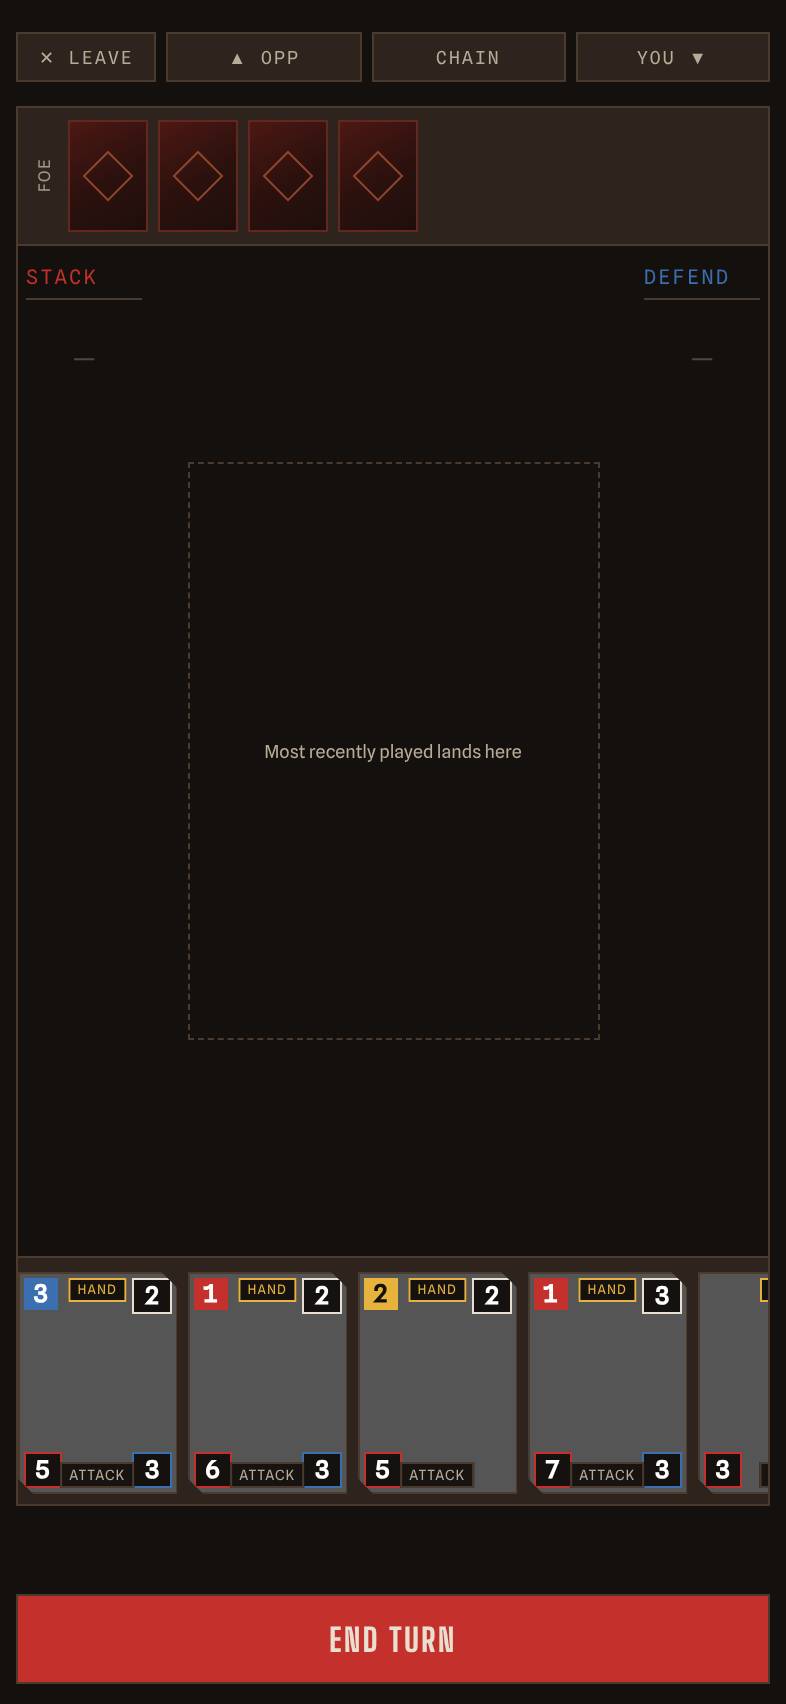 ✕ LEAVE
▲ OPP
CHAIN
YOU ▼
FOE
STACK
DEFEND
—
—
Most recently played lands here
3 HAND 2
1 HAND 2
2 HAND 2
1 HAND 3
5 ATTACK 3
6 ATTACK 3
5 ATTACK
7 ATTACK 3
3
END TURN